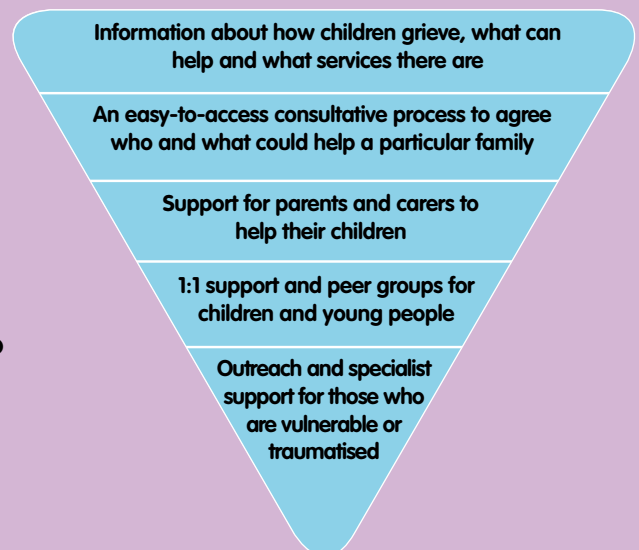 Information about how children grieve, what can
help and what services there are
An easy-to-access consultative process to agree
who and what could help a particular family
Support for parents and carers to
help their children
1:1 support and peer groups for
children and young people
Outreach and specialist
support for those who
are vulnerable or
traumatised